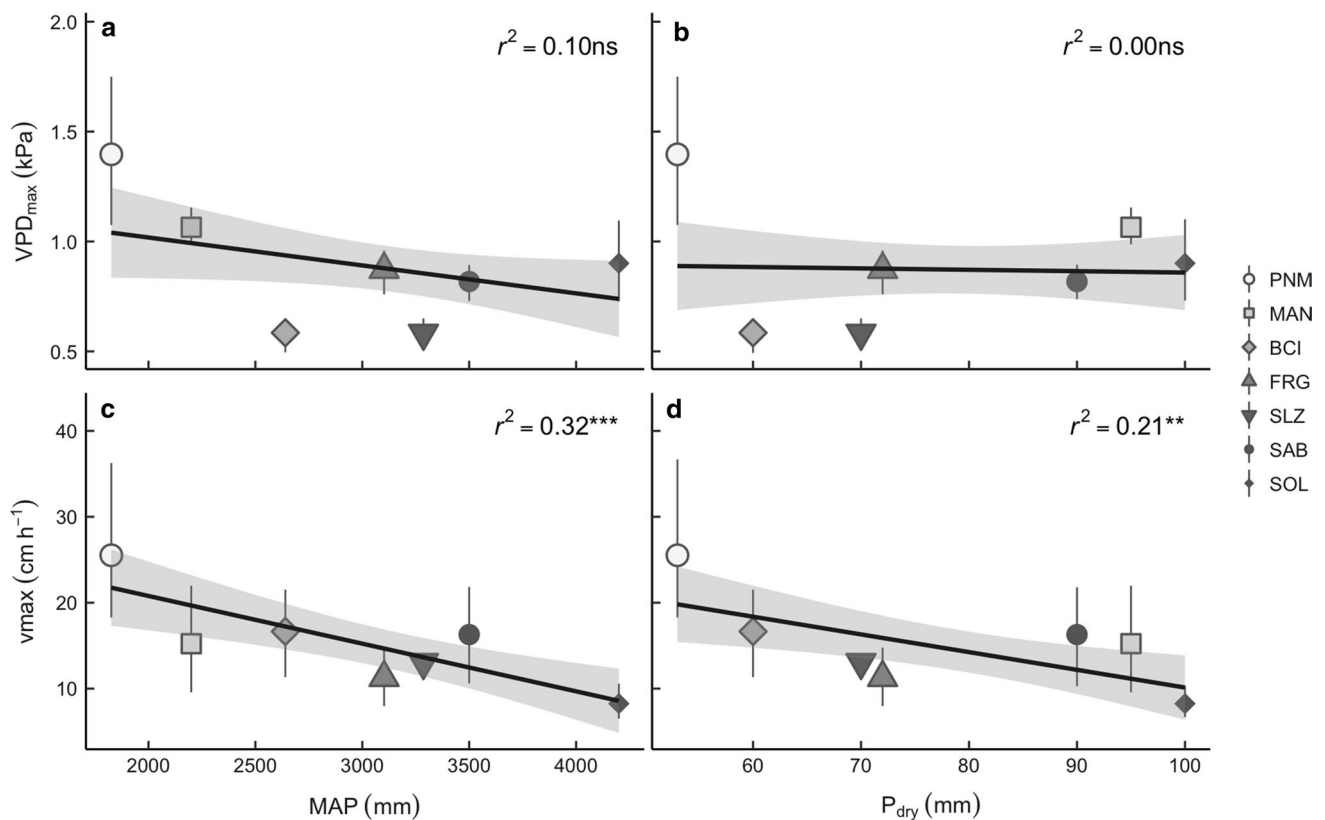 a
r² = 0.10ns
b
r² = 0.00ns
2.0
1.5
1.0
0.5
VPDmax (kPa)
c
r² = 0.32***
d
r² = 0.21**
40
30
20
10
vmax (cm h⁻¹)
2000 2500 3000 3500 4000
MAP (mm)
60 70 80 90 100
Pdry (mm)
PNM
MAN
BCI
FRG
SLZ
SAB
SOL